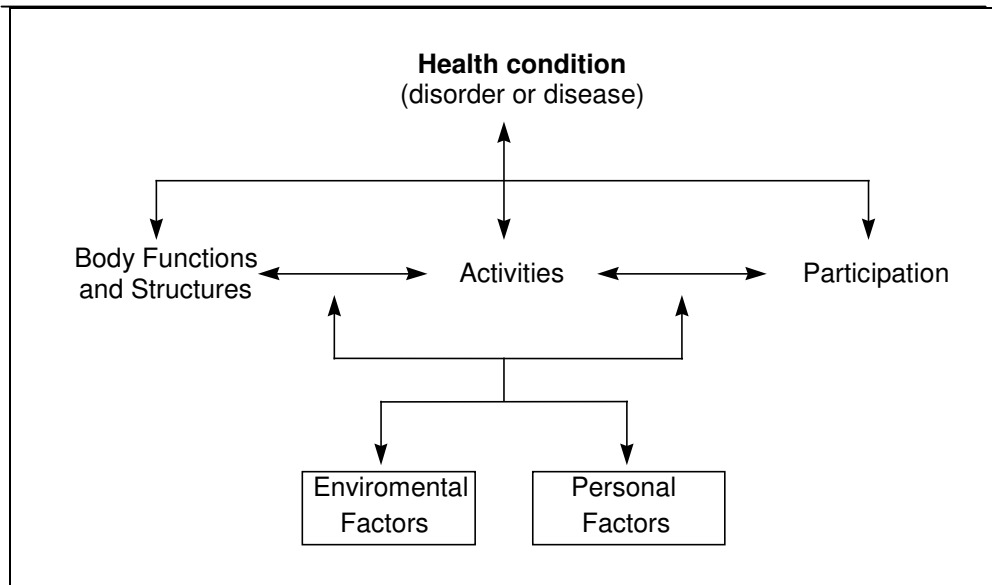 Health condition
(disorder or disease)
Body Functions
and Structures
Activities
Participation
Enviromental
Factors
Personal
Factors